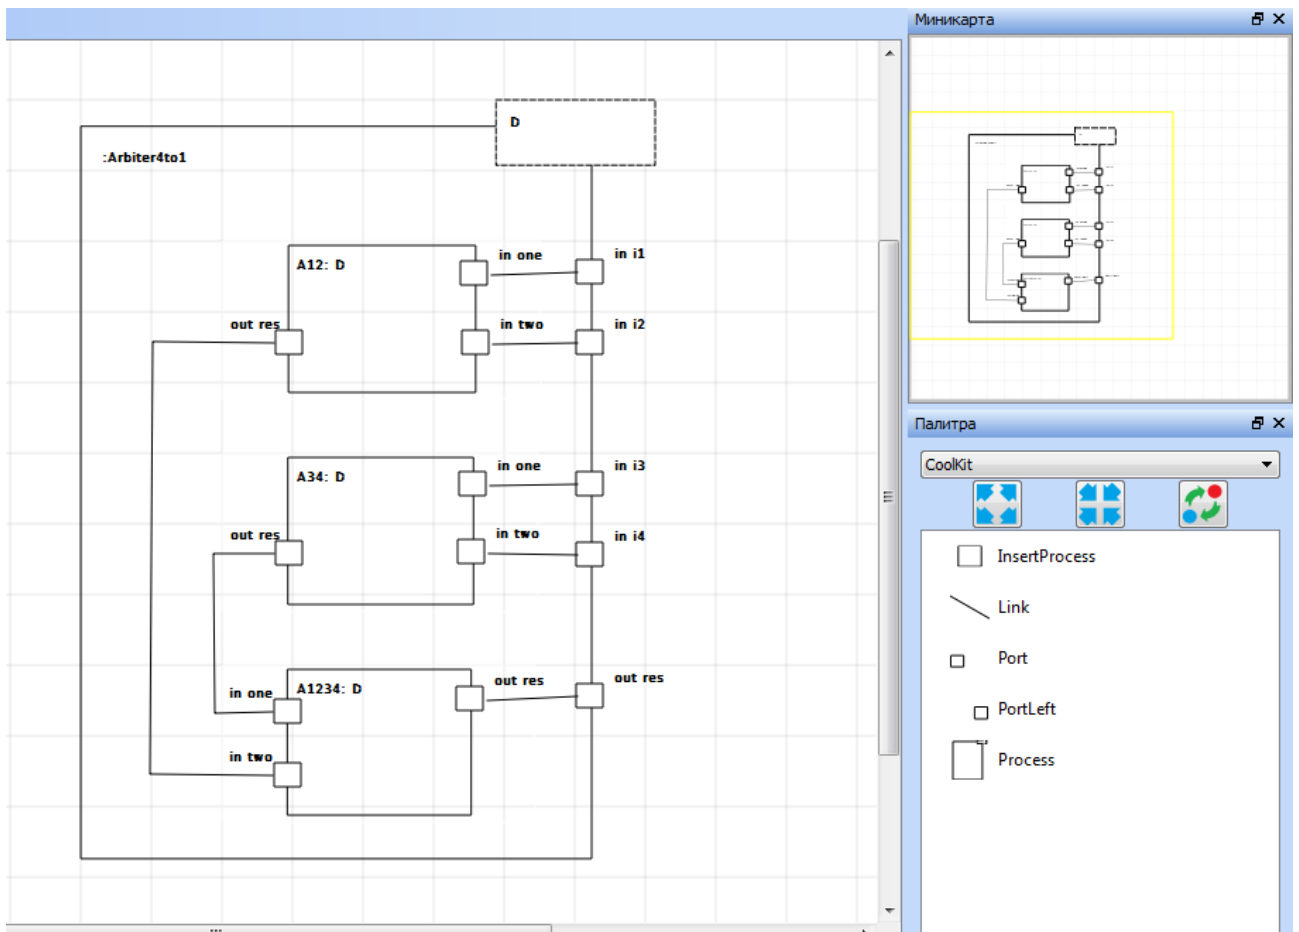 Миникарта
D
:Arbiter4to1
in one
in i1
A12: D
out res
in two
in i2
Палитра
CoolKit
in one
in i3
A34: D
out res
in two
in i4
InsertProcess
Link
Port
PortLeft
Process
in one
A1234: D
out res
out res
in two